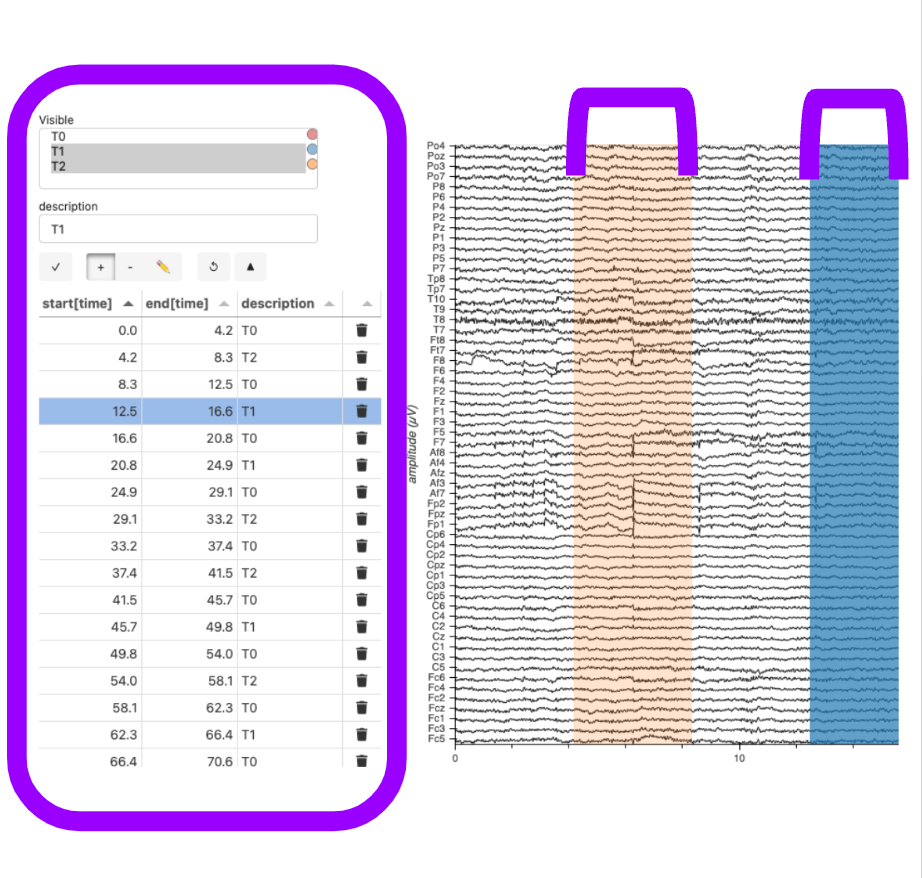 Visible
T0
T1
T2
description
T1
✓ + - ✏️ ↺ ▲
start[time] end[time] description
0.0 4.2 T0
4.2 8.3 T2
8.3 12.5 T0
12.5 16.6 T1
16.6 20.8 T0
20.8 24.9 T1
24.9 29.1 T0
29.1 33.2 T2
33.2 37.4 T0
37.4 41.5 T2
41.5 45.7 T0
45.7 49.8 T1
49.8 54.0 T0
54.0 58.1 T2
58.1 62.3 T0
62.3 66.4 T1
66.4 70.6 T0
amplitude (μV)
Po4
Poz
Po3
Po7
P8
P6
P4
P2
Pz
P1
P3
P5
P7
Tp8
Tp7
T10
T9
T8
T7
Ft8
Ft7
F8
F6
F4
F2
Fz
F1
F3
F5
F7
Af8
Af4
Afz
Af3
Af7
Fp2
Fpz
Fp1
Cp6
Cp4
Cp2
Cpz
Cp1
Cp3
Cp5
C6
C4
C2
Cz
C1
C3
C5
Fc6
Fc4
Fc2
Fcz
Fc1
Fc3
Fc5
0 10